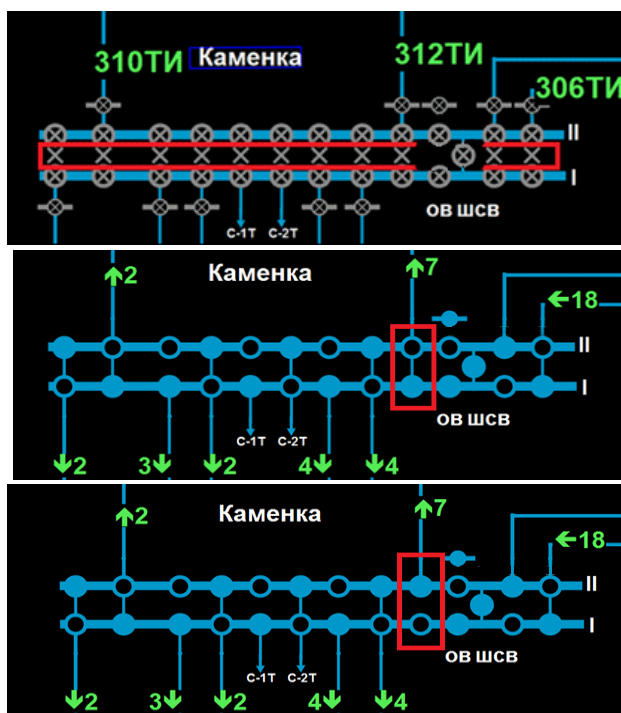 310ТИ Каменка 312ТИ
306ТИ
II
I
С-1Т С-2Т ОВ ШСВ
2 Каменка 7
18
II
I
С-1Т С-2Т ОВ ШСВ
2 3 2 4 4
2 Каменка 7
18
II
I
С-1Т С-2Т ОВ ШСВ
2 3 2 4 4